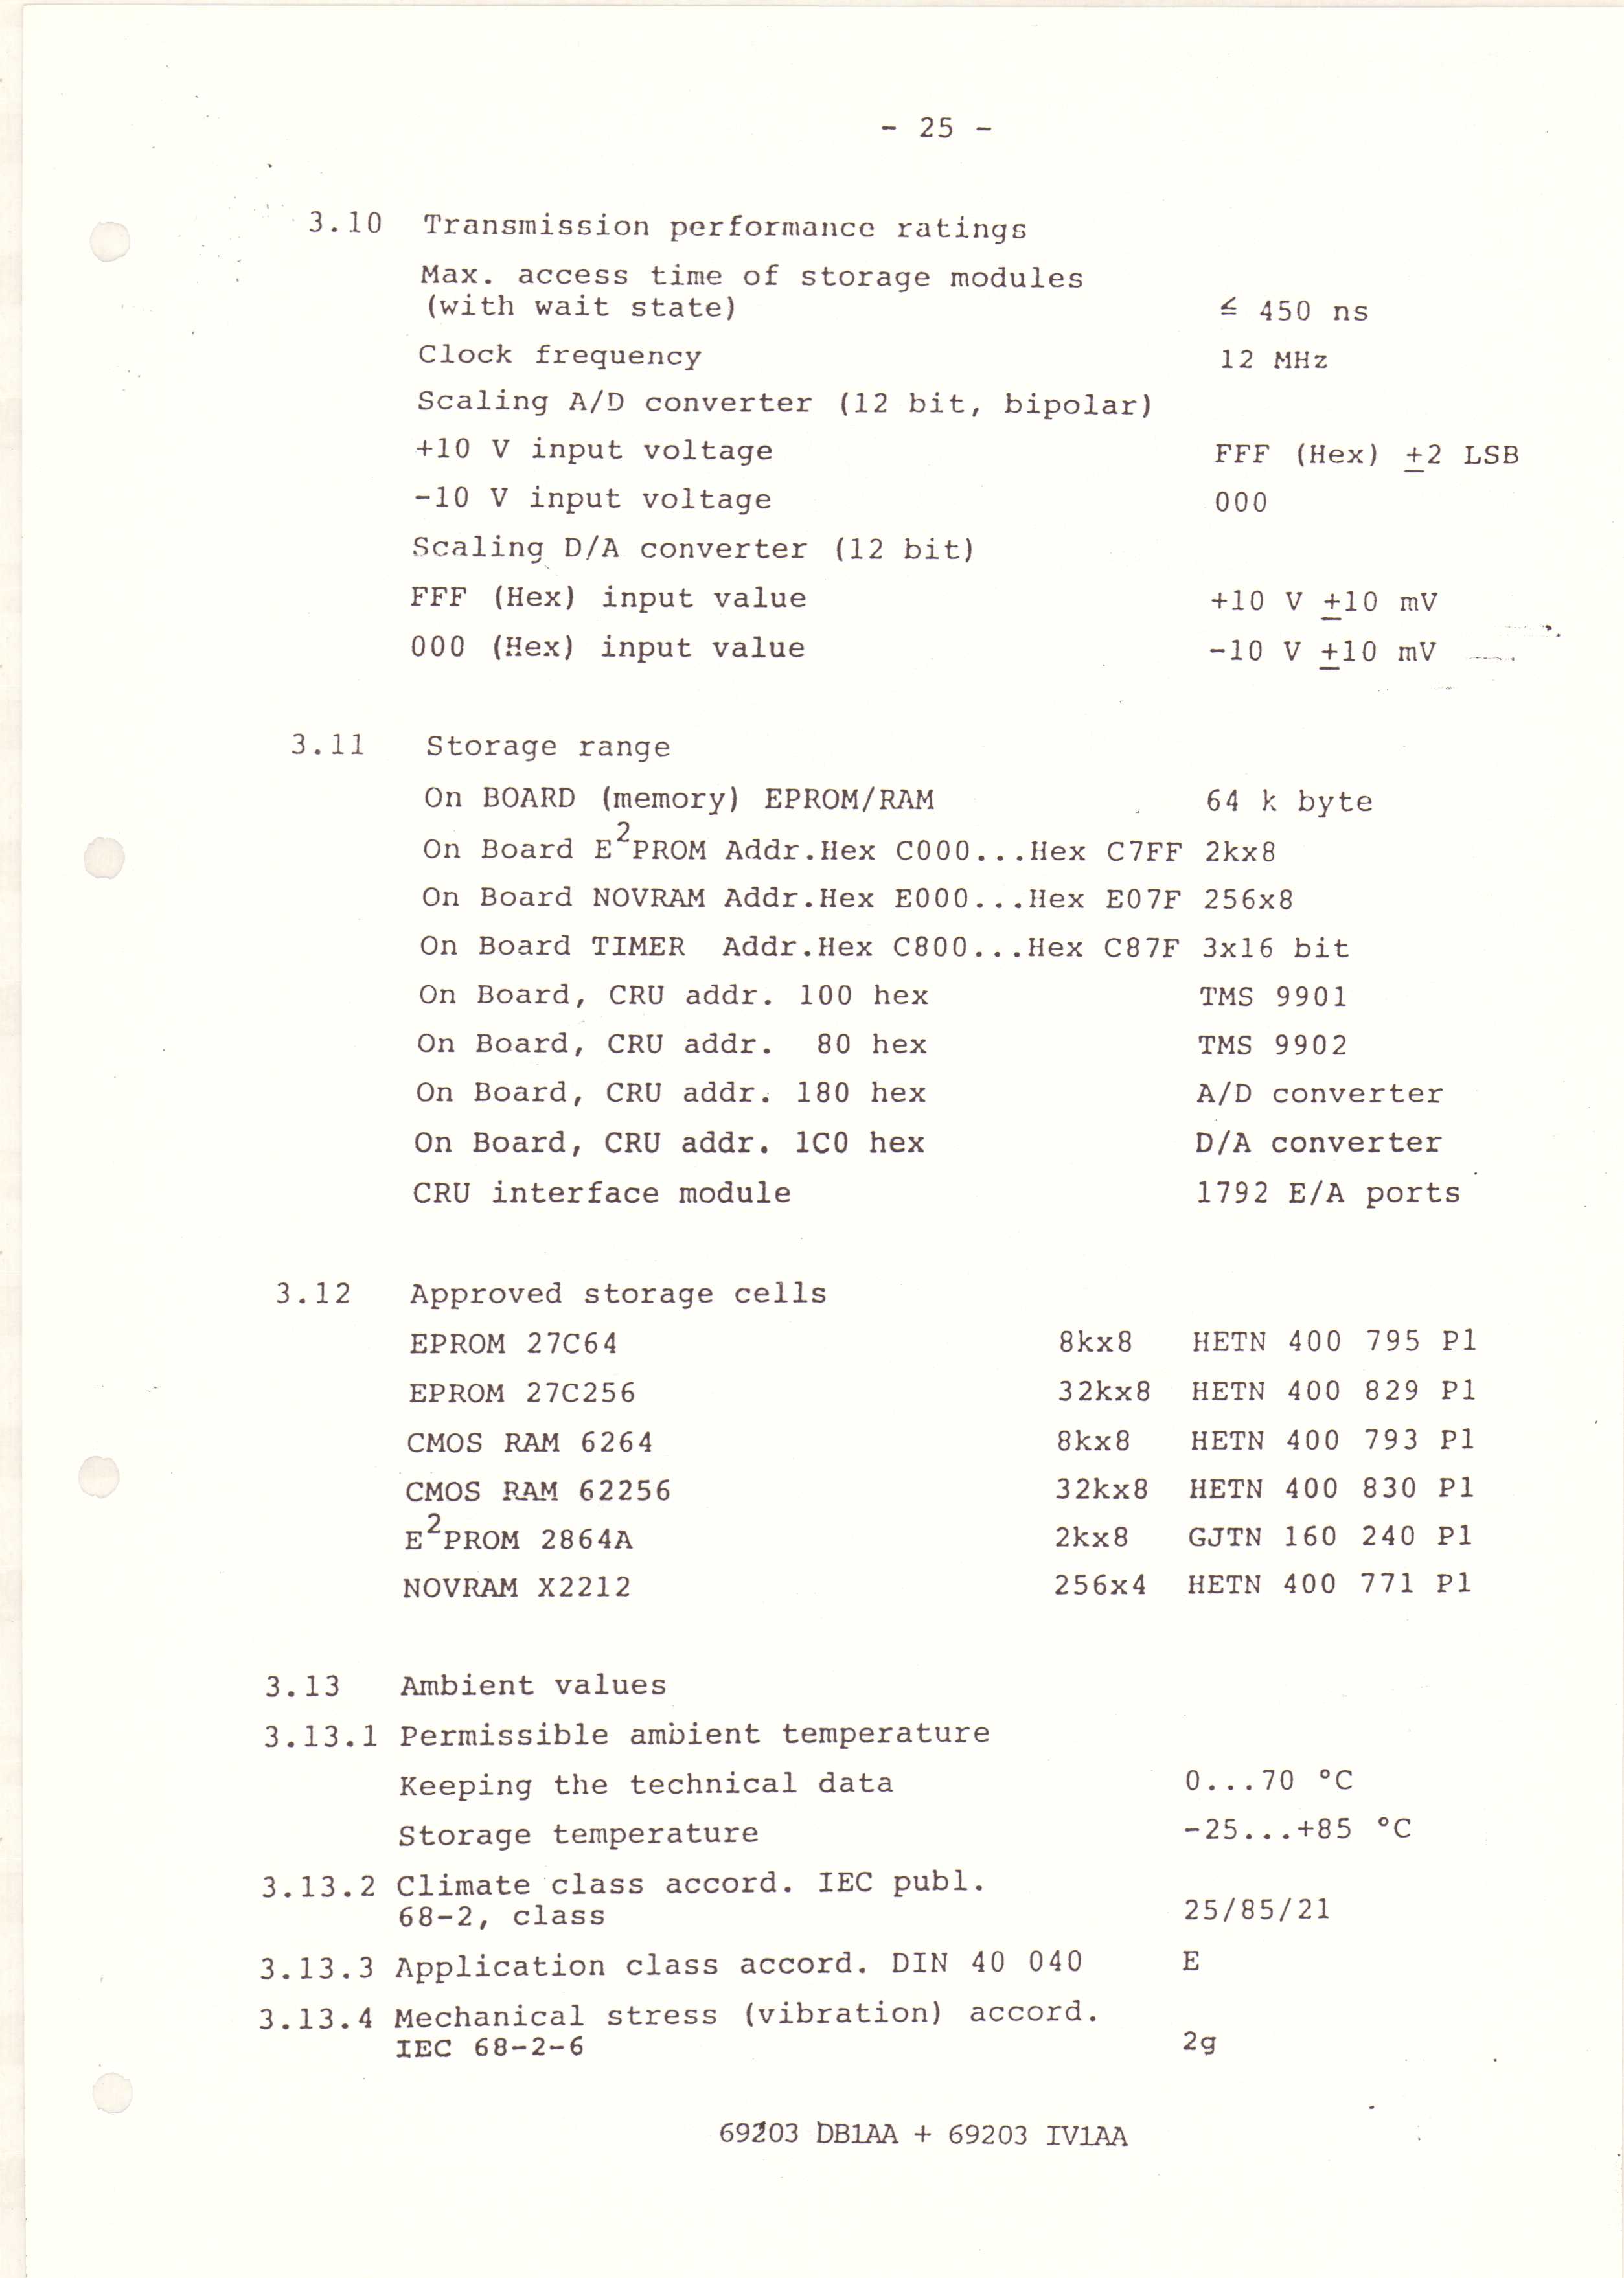 - 25 -
3.10 Transmission performance ratings
Max. access time of storage modules
(with wait state) ≦ 450 ns
Clock frequency 12 MHz
Scaling A/D converter (12 bit, bipolar)
+10 V input voltage FFF (Hex) ±2 LSB
-10 V input voltage 000
Scaling D/A converter (12 bit)
FFF (Hex) input value +10 V ±10 mV
000 (Hex) input value -10 V ±10 mV
3.11 Storage range
On BOARD (memory) EPROM/RAM 64 k byte
On Board E²PROM Addr.Hex C000...Hex C7FF 2kx8
On Board NOVRAM Addr.Hex E000...Hex E07F 256x8
On Board TIMER Addr.Hex C800...Hex C87F 3x16 bit
On Board, CRU addr. 100 hex TMS 9901
On Board, CRU addr. 80 hex TMS 9902
On Board, CRU addr. 180 hex A/D converter
On Board, CRU addr. 1C0 hex D/A converter
CRU interface module 1792 E/A ports
3.12 Approved storage cells
EPROM 27C64 8kx8 HETN 400 795 P1
EPROM 27C256 32kx8 HETN 400 829 P1
CMOS RAM 6264 8kx8 HETN 400 793 P1
CMOS RAM 62256 32kx8 HETN 400 830 P1
E²PROM 2864A 2kx8 GJTN 160 240 P1
NOVRAM X2212 256x4 HETN 400 771 P1
3.13 Ambient values
3.13.1 Permissible ambient temperature
Keeping the technical data 0...70 °C
Storage temperature -25...+85 °C
3.13.2 Climate class accord. IEC publ.
68-2, class 25/85/21
3.13.3 Application class accord. DIN 40 040 E
3.13.4 Mechanical stress (vibration) accord.
IEC 68-2-6 2g
69203 DB1AA + 69203 IV1AA